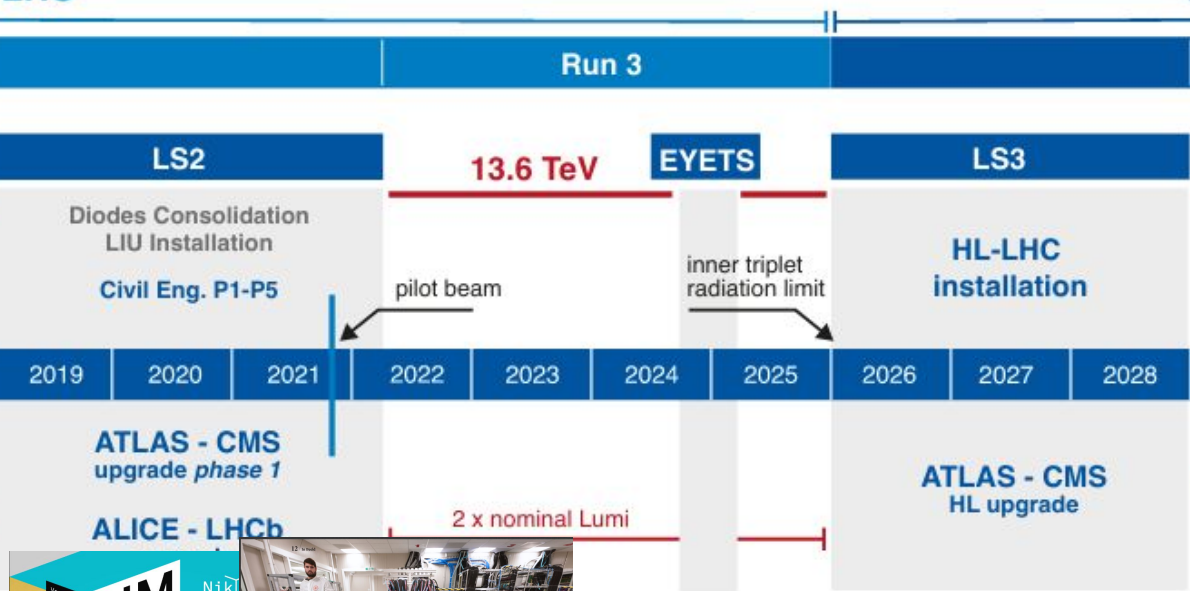 Run 3
LS2
13.6 TeV
EYETS
LS3
Diodes Consolidation
LIU Installation
Civil Eng. P1-P5
pilot beam
inner triplet
radiation limit
HL-LHC
installation
2019 2020 2021 2022 2023 2024 2025 2026 2027 2028
ATLAS - CMS
upgrade phase 1
ALICE - LHCb
2 x nominal Lumi
ATLAS - CMS
HL upgrade